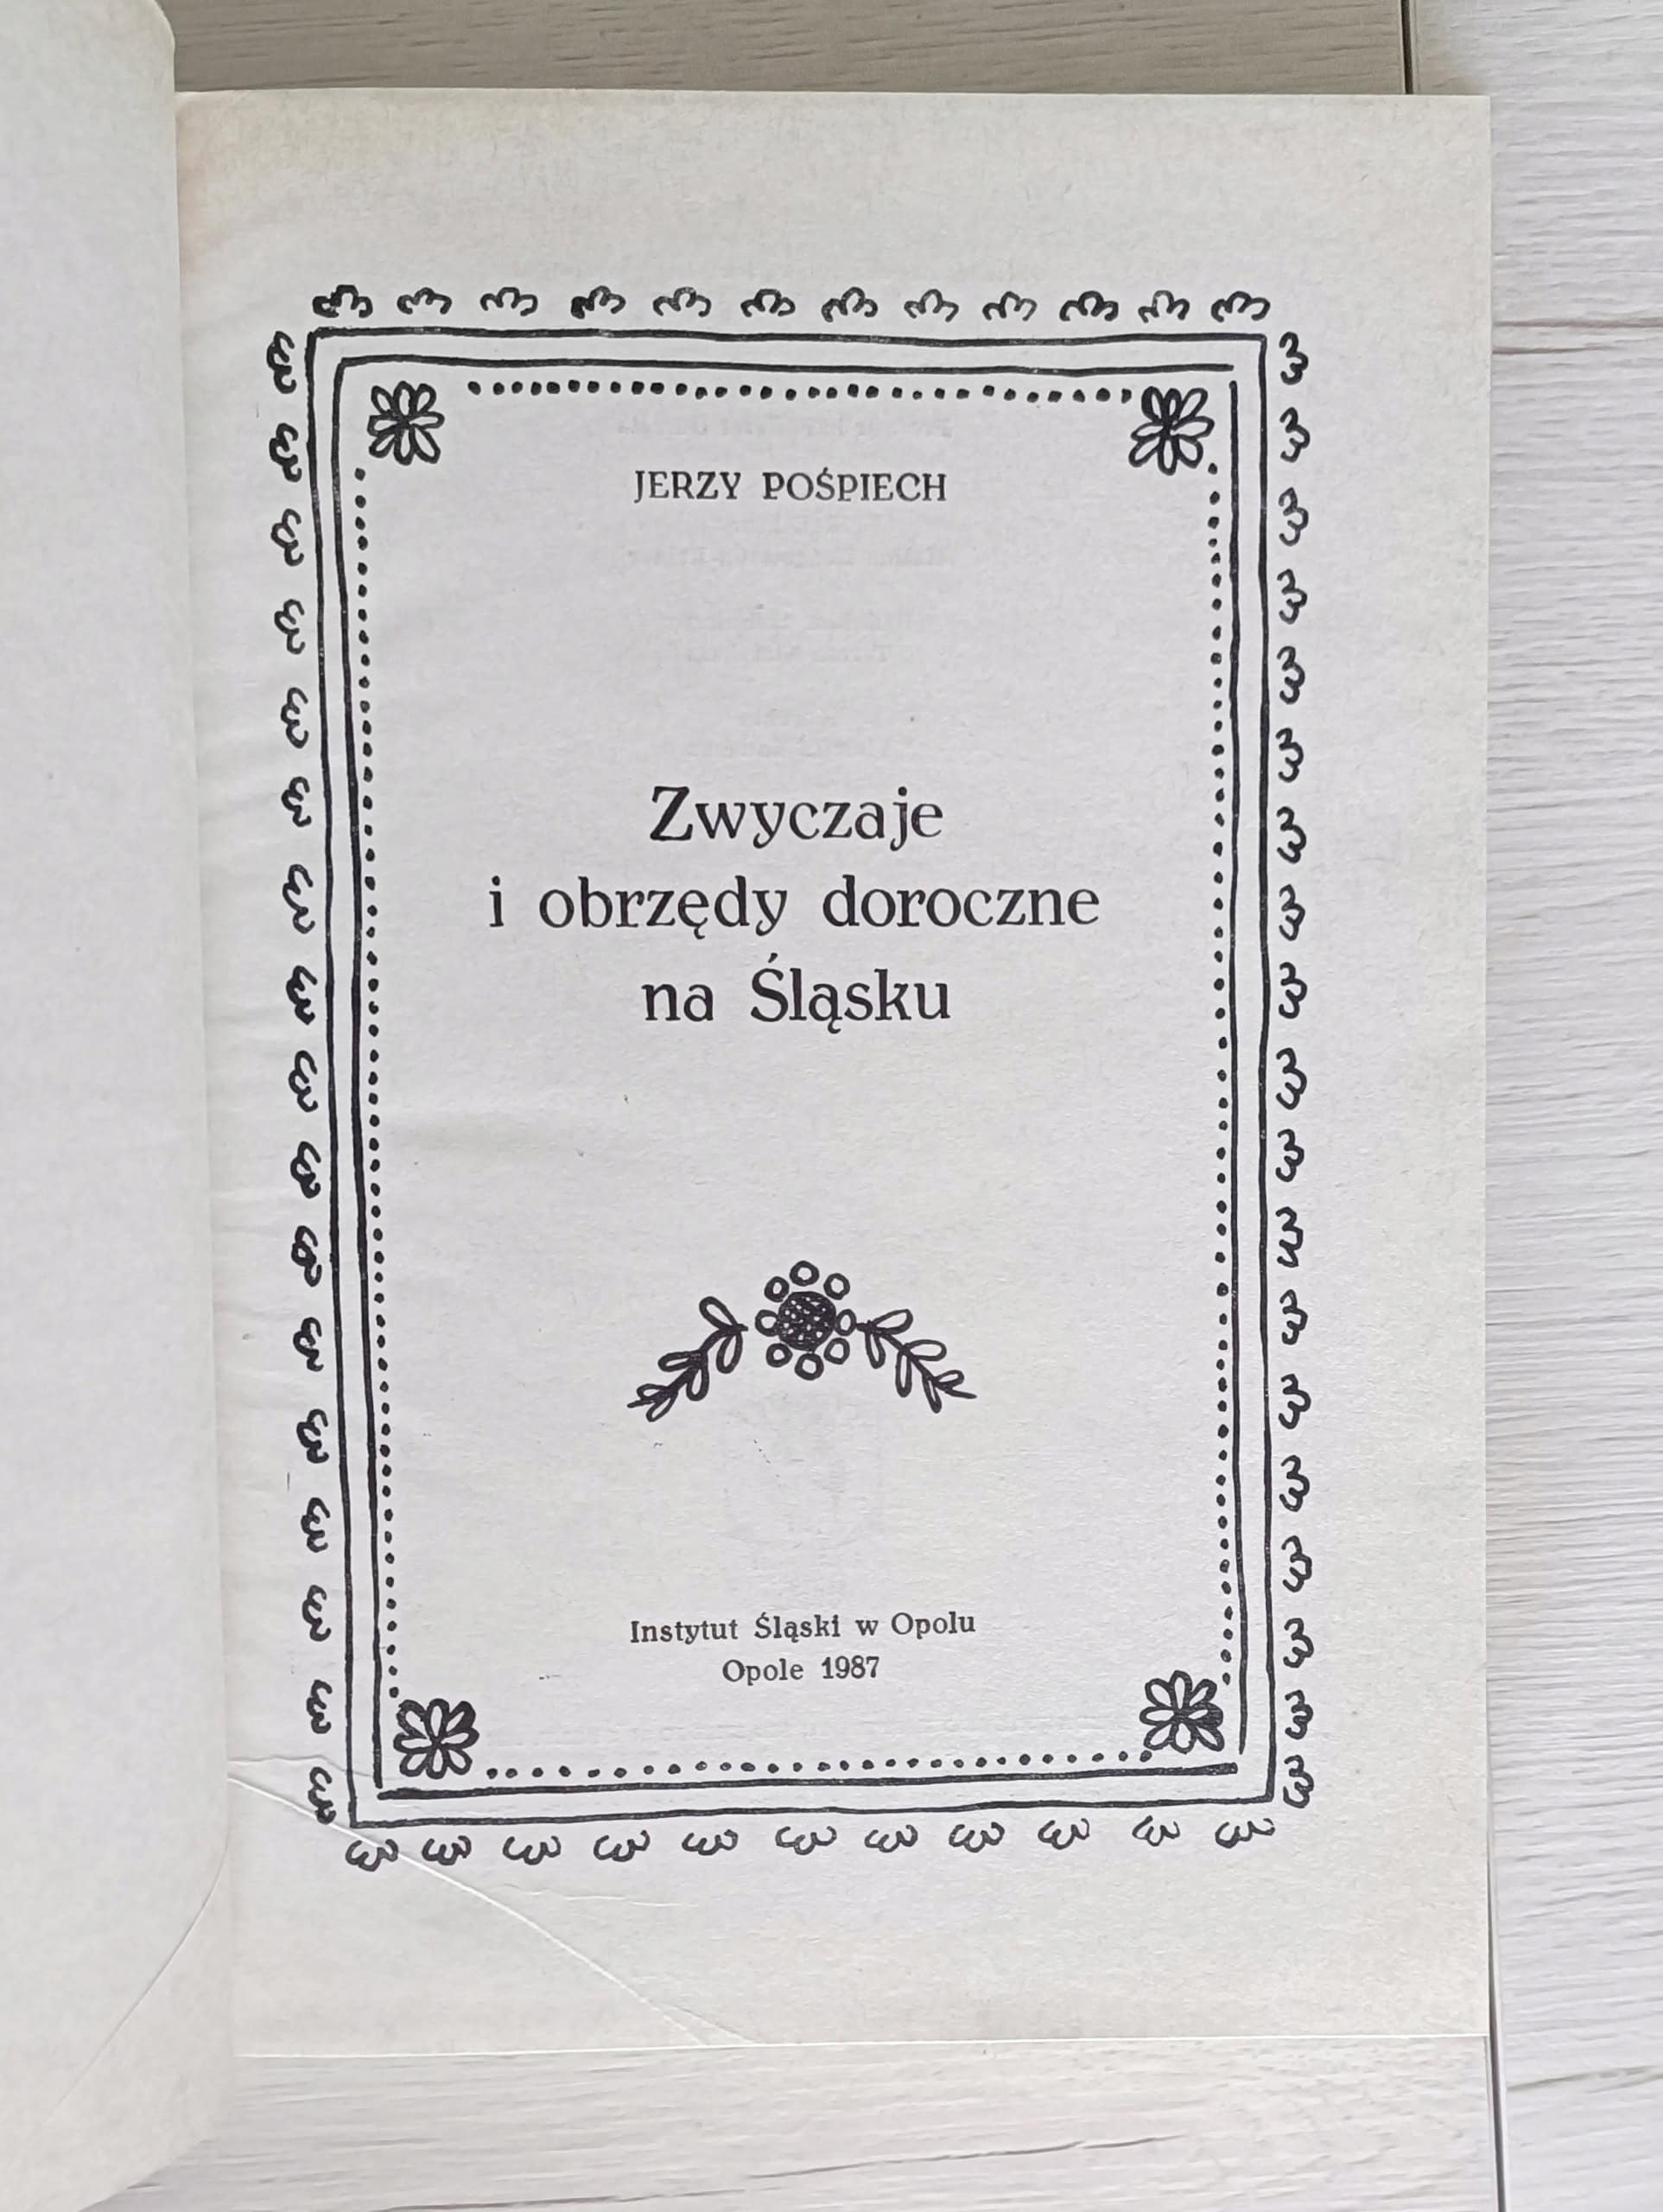 JERZY POŚPIECH
Zwyczaje
i obrzędy doroczne
na Śląsku
Instytut Śląski w Opolu
Opole 1987